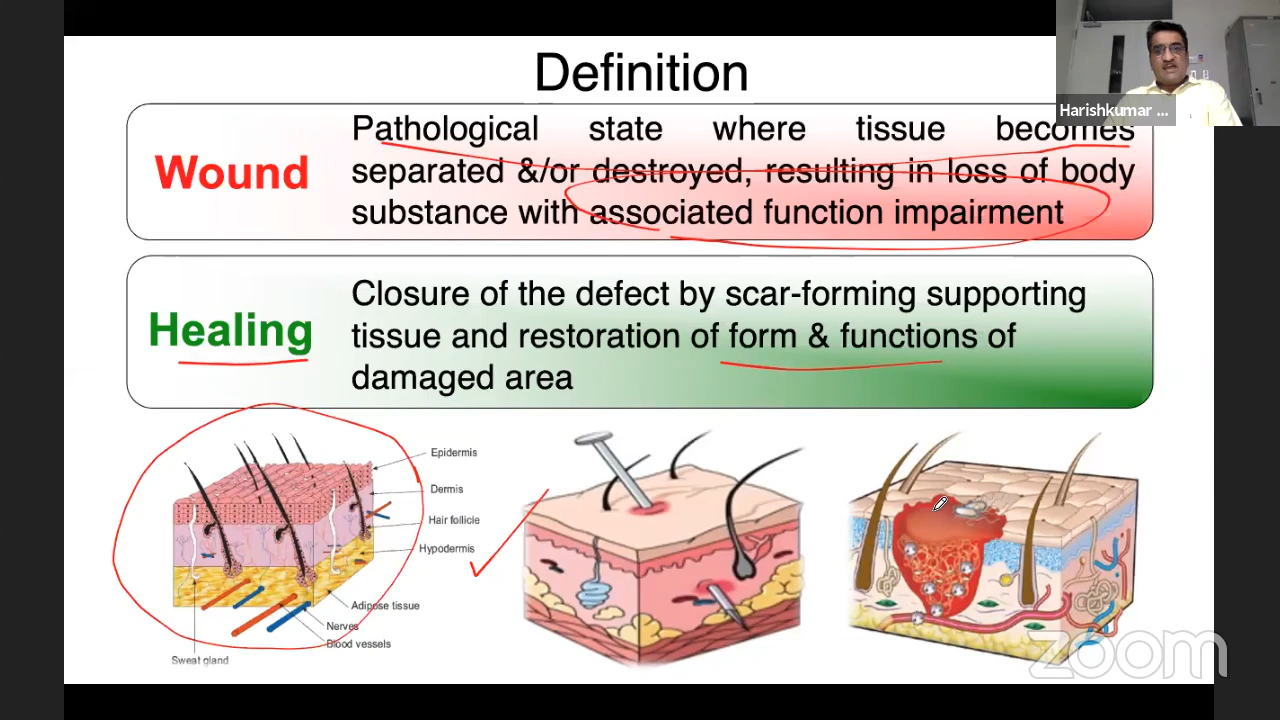 Definition
Harishkumar ...
Wound
Pathological state where tissue becomes
separated &/or destroyed, resulting in loss of body
substance with associated function impairment
Healing
Closure of the defect by scar-forming supporting
tissue and restoration of form & functions of
damaged area
Epidermis
Dermis
Hair follicle
Hypodermis
Adipose tissue
Nerves
Blood vessels
Sweat gland
zoom